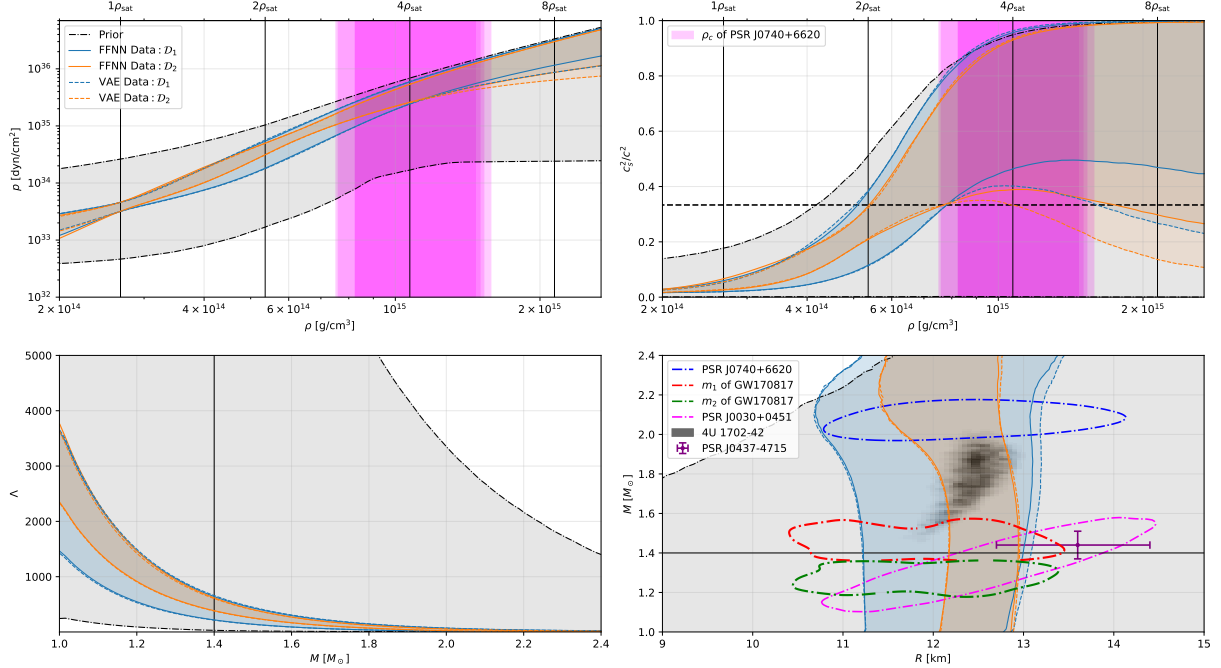 1ρsat 2ρsat 4ρsat 8ρsat
Prior
FFNN Data : 𝒟₁
FFNN Data : 𝒟₂
VAE Data : 𝒟₁
VAE Data : 𝒟₂
10³⁶
10³⁵
10³⁴
10³³
10³²
p [dyn/cm²]
2 × 10¹⁴ 4 × 10¹⁴ 6 × 10¹⁴ 10¹⁵ 2 × 10¹⁵
ρ [g/cm³]
1ρsat 2ρsat 4ρsat 8ρsat
ρc of PSR J0740+6620
1.0
0.8
0.6
0.4
0.2
0.0
cs²/c²
2 × 10¹⁴ 4 × 10¹⁴ 6 × 10¹⁴ 10¹⁵ 2 × 10¹⁵
ρ [g/cm³]
5000
4000
3000
2000
1000
Λ
1.0 1.2 1.4 1.6 1.8 2.0 2.2 2.4
M [M⊙]
PSR J0740+6620
m₁ of GW170817
m₂ of GW170817
PSR J0030+0451
4U 1702-42
PSR J0437-4715
2.4
2.2
2.0
1.8
1.6
1.4
1.2
1.0
M [M⊙]
9 10 11 12 13 14 15
R [km]